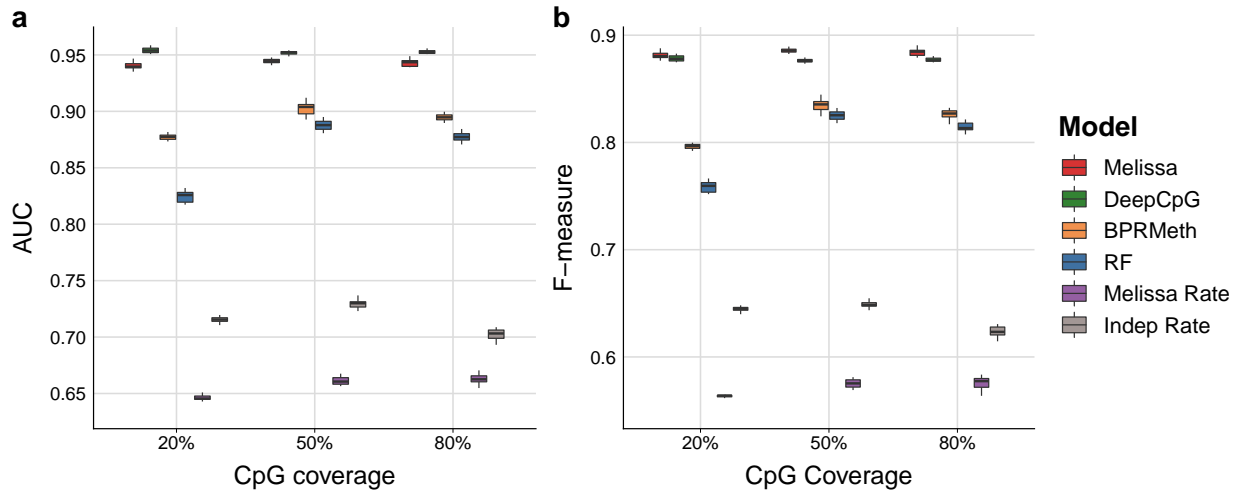 a
AUC
0.95
0.90
0.85
0.80
0.75
0.70
0.65
20%
50%
80%
CpG coverage
b
F−measure
0.9
0.8
0.7
0.6
20%
50%
80%
CpG Coverage
Model
Melissa
DeepCpG
BPRMeth
RF
Melissa Rate
Indep Rate